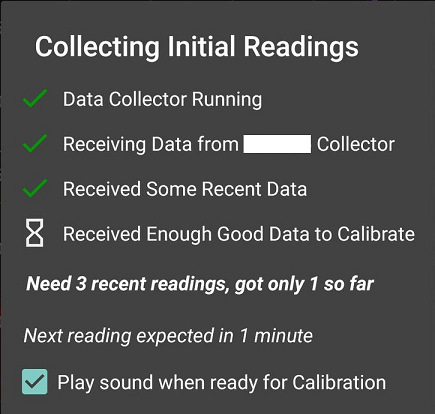 Collecting Initial Readings
Data Collector Running
Receiving Data from Collector
Received Some Recent Data
Received Enough Good Data to Calibrate
Need 3 recent readings, got only 1 so far
Next reading expected in 1 minute
Play sound when ready for Calibration